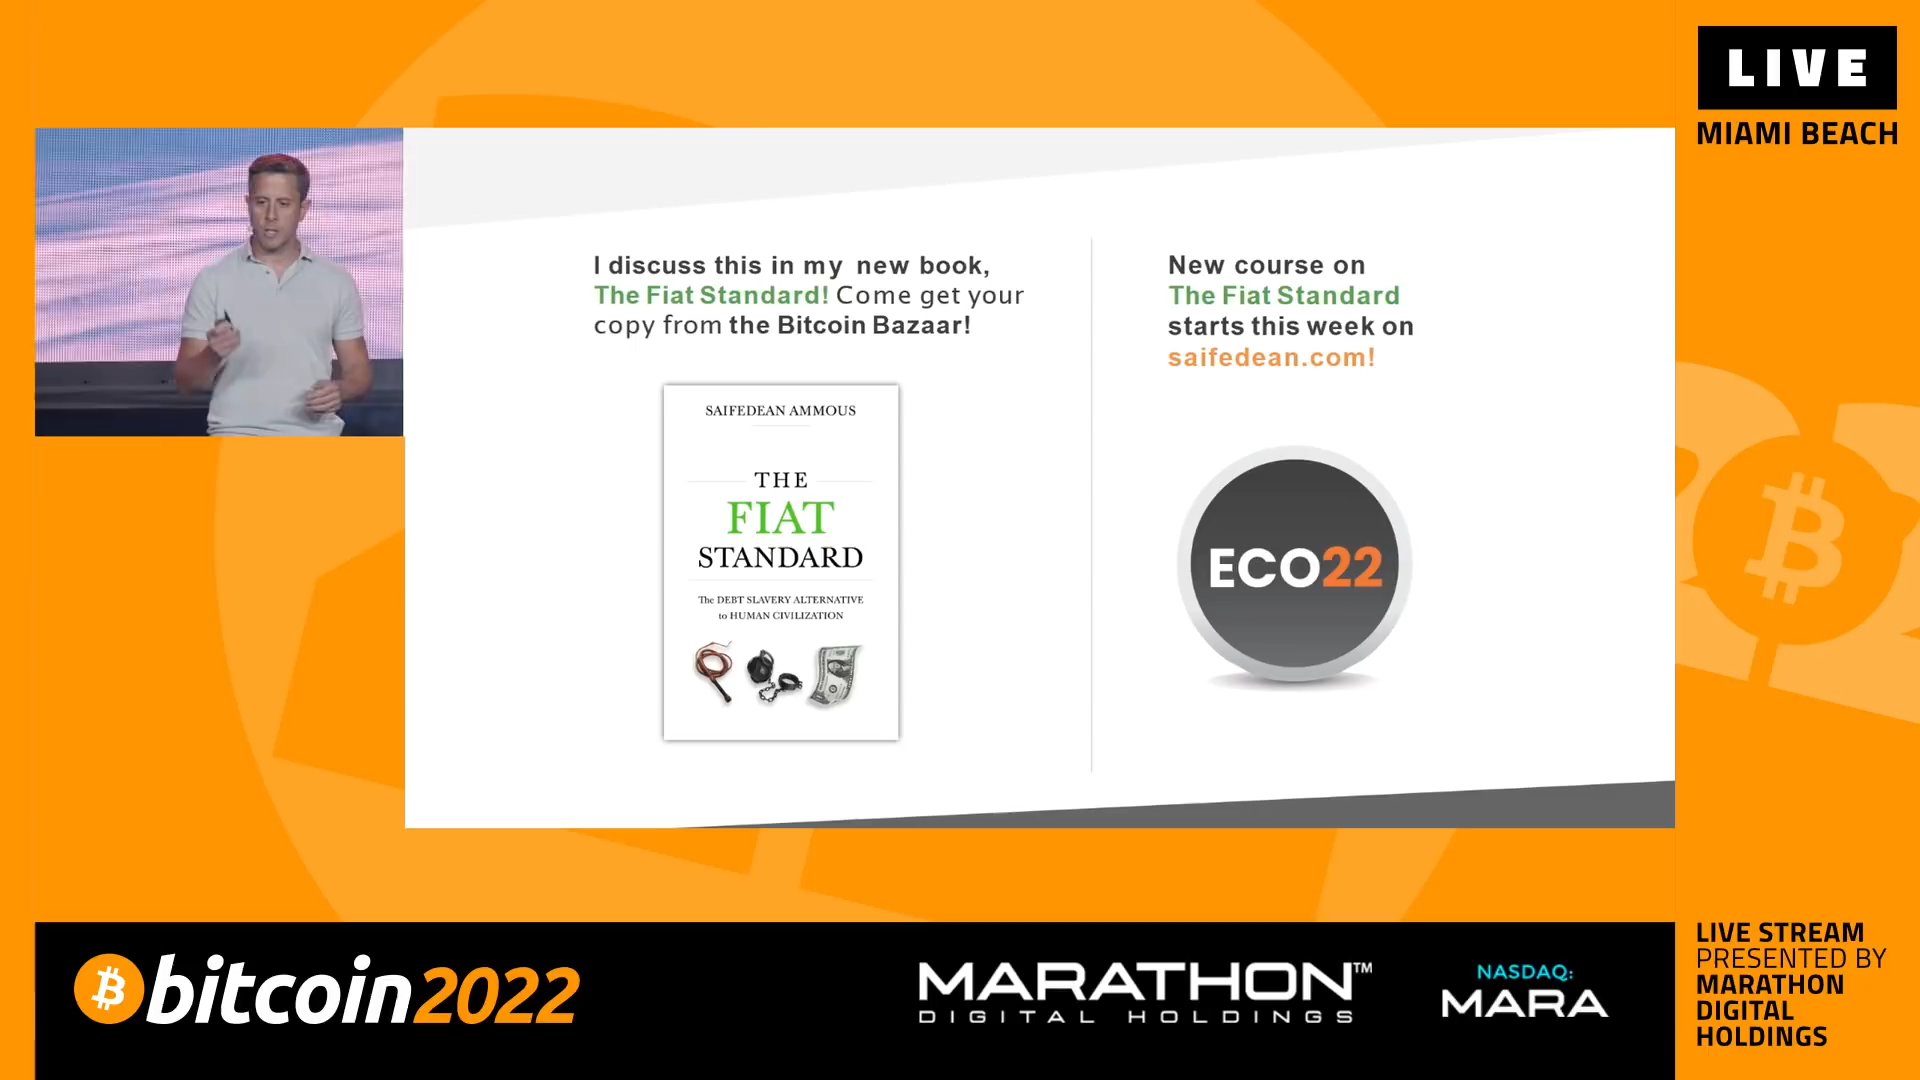 LIVE
MIAMI BEACH
I discuss this in my new book,
The Fiat Standard! Come get your
copy from the Bitcoin Bazaar!
New course on
The Fiat Standard
starts this week on
saifedean.com!
SAIFEDEAN AMMOUS
THE
FIAT
STANDARD
The DEBT SLAVERY ALTERNATIVE
to HUMAN CIVILIZATION
ECO22
bitcoin2022
MARATHON™
DIGITAL HOLDINGS
NASDAQ:
MARA
LIVE STREAM
PRESENTED BY
MARATHON
DIGITAL
HOLDINGS